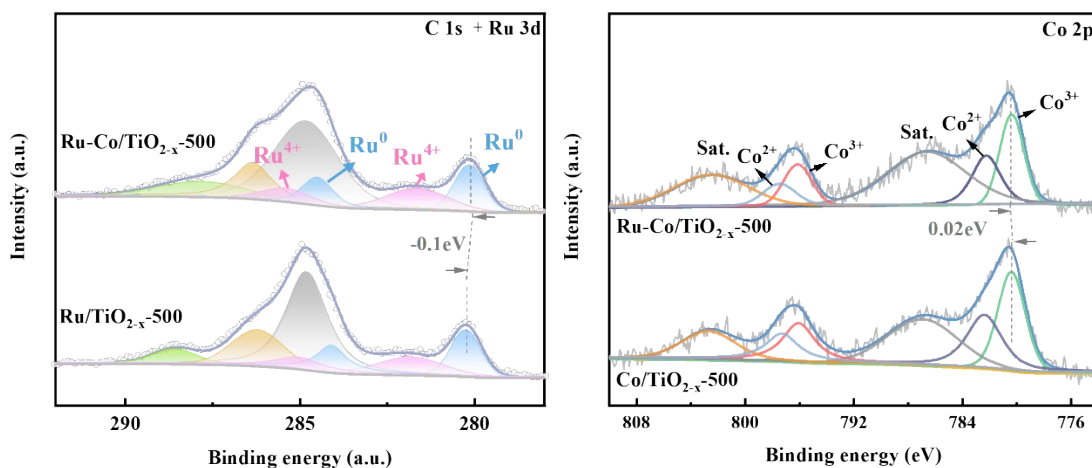 C 1s + Ru 3d
Ru-Co/TiO₂₋ₓ-500
Ru⁴⁺
Ru⁰
Ru⁴⁺
Ru⁰
-0.1eV
Ru/TiO₂₋ₓ-500
Intensity (a.u.)
290
285
280
Binding energy (a.u.)
Co 2p
Sat.
Co²⁺
Co³⁺
Sat.
Co²⁺
Co³⁺
Ru-Co/TiO₂₋ₓ-500
0.02eV
Co/TiO₂₋ₓ-500
Intensity (a.u.)
808
800
792
784
776
Binding energy (eV)